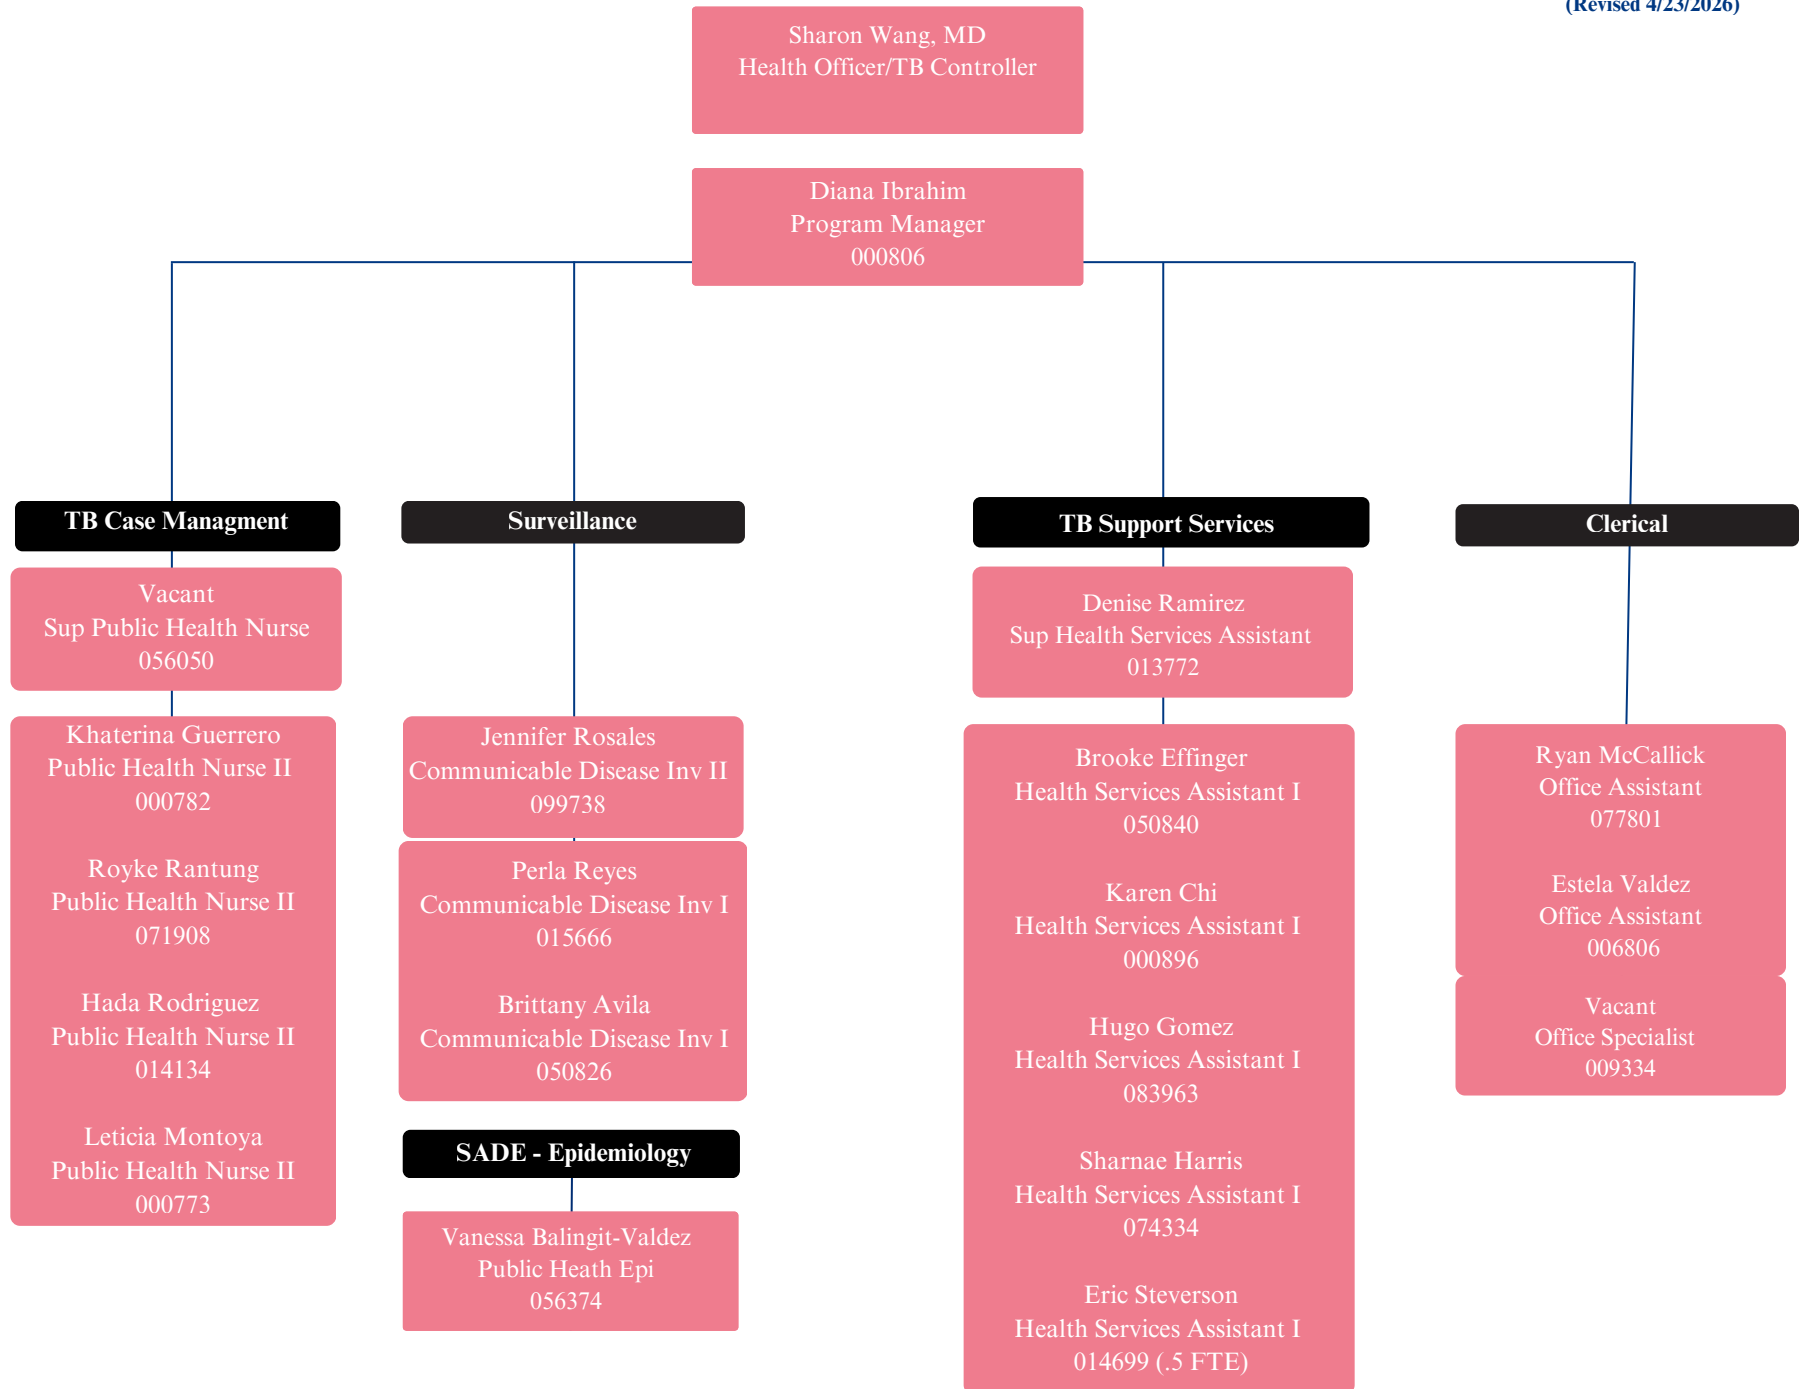 (Revised 4/23/2026)
Sharon Wang, MD
Health Officer/TB Controller
Diana Ibrahim
Program Manager
000806
TB Case Managment
Vacant
Sup Public Health Nurse
056050
Khaterina Guerrero
Public Health Nurse II
000782
Royke Rantung
Public Health Nurse II
071908
Hada Rodriguez
Public Health Nurse II
014134
Leticia Montoya
Public Health Nurse II
000773
Surveillance
Jennifer Rosales
Communicable Disease Inv II
099738
Perla Reyes
Communicable Disease Inv I
015666
Brittany Avila
Communicable Disease Inv I
050826
SADE - Epidemiology
Vanessa Balingit-Valdez
Public Heath Epi
056374
TB Support Services
Denise Ramirez
Sup Health Services Assistant
013772
Brooke Effinger
Health Services Assistant I
050840
Karen Chi
Health Services Assistant I
000896
Hugo Gomez
Health Services Assistant I
083963
Sharnae Harris
Health Services Assistant I
074334
Eric Steverson
Health Services Assistant I
014699 (.5 FTE)
Clerical
Ryan McCallick
Office Assistant
077801
Estela Valdez
Office Assistant
006806
Vacant
Office Specialist
009334